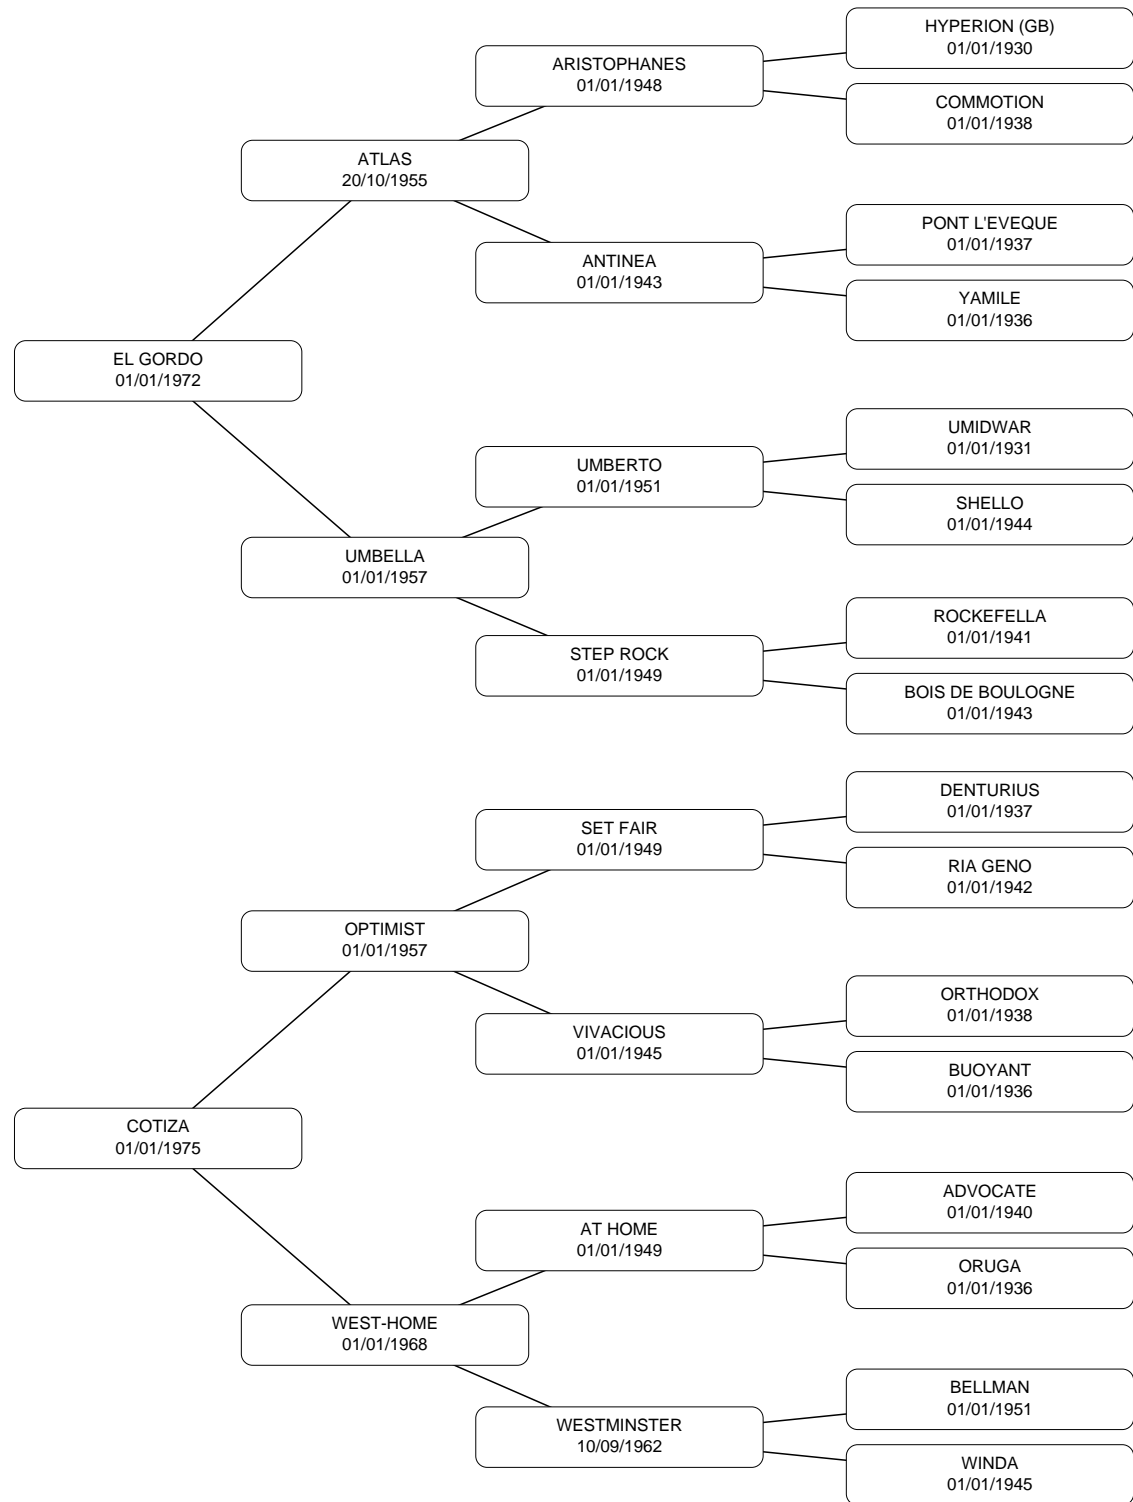 HYPERION (GB)
01/01/1930
ARISTOPHANES
01/01/1948
COMMOTION
01/01/1938
ATLAS
20/10/1955
PONT L'EVEQUE
01/01/1937
ANTINEA
01/01/1943
YAMILE
01/01/1936
EL GORDO
01/01/1972
UMIDWAR
01/01/1931
UMBERTO
01/01/1951
SHELLO
01/01/1944
UMBELLA
01/01/1957
ROCKEFELLA
01/01/1941
STEP ROCK
01/01/1949
BOIS DE BOULOGNE
01/01/1943
DENTURIUS
01/01/1937
SET FAIR
01/01/1949
RIA GENO
01/01/1942
OPTIMIST
01/01/1957
ORTHODOX
01/01/1938
VIVACIOUS
01/01/1945
BUOYANT
01/01/1936
COTIZA
01/01/1975
ADVOCATE
01/01/1940
AT HOME
01/01/1949
ORUGA
01/01/1936
WEST-HOME
01/01/1968
BELLMAN
01/01/1951
WESTMINSTER
10/09/1962
WINDA
01/01/1945